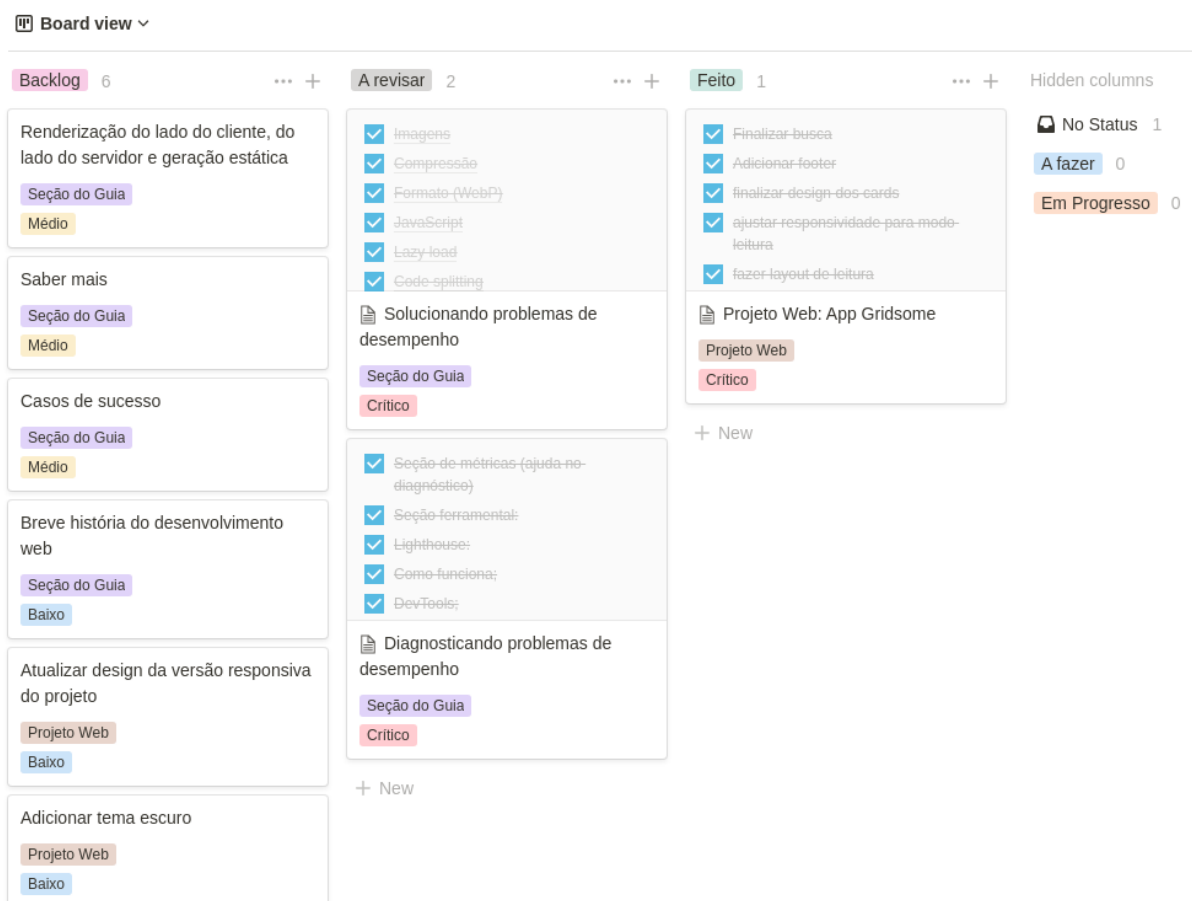 Board view
Backlog 6
Renderização do lado do cliente, do
lado do servidor e geração estática
Seção do Guia
Médio
Saber mais
Seção do Guia
Médio
Casos de sucesso
Seção do Guia
Médio
Breve história do desenvolvimento
web
Seção do Guia
Baixo
Atualizar design da versão responsiva
do projeto
Projeto Web
Baixo
Adicionar tema escuro
Projeto Web
Baixo
A revisar 2
Imagens
Compressão
Formato (WebP)
JavaScript
Lazy load
Code splitting
Solucionando problemas de
desempenho
Seção do Guia
Crítico
Seção de métricas (ajuda no
diagnóstico)
Seção ferramental:
Lighthouse:
Como funciona;
DevTools;
Diagnosticando problemas de
desempenho
Seção do Guia
Crítico
+ New
Feito 1
Finalizar busca
Adicionar footer
finalizar design dos cards
ajustar responsividade para modo
leitura
fazer layout de leitura
Projeto Web: App Gridsome
Projeto Web
Crítico
+ New
Hidden columns
No Status 1
A fazer 0
Em Progresso 0